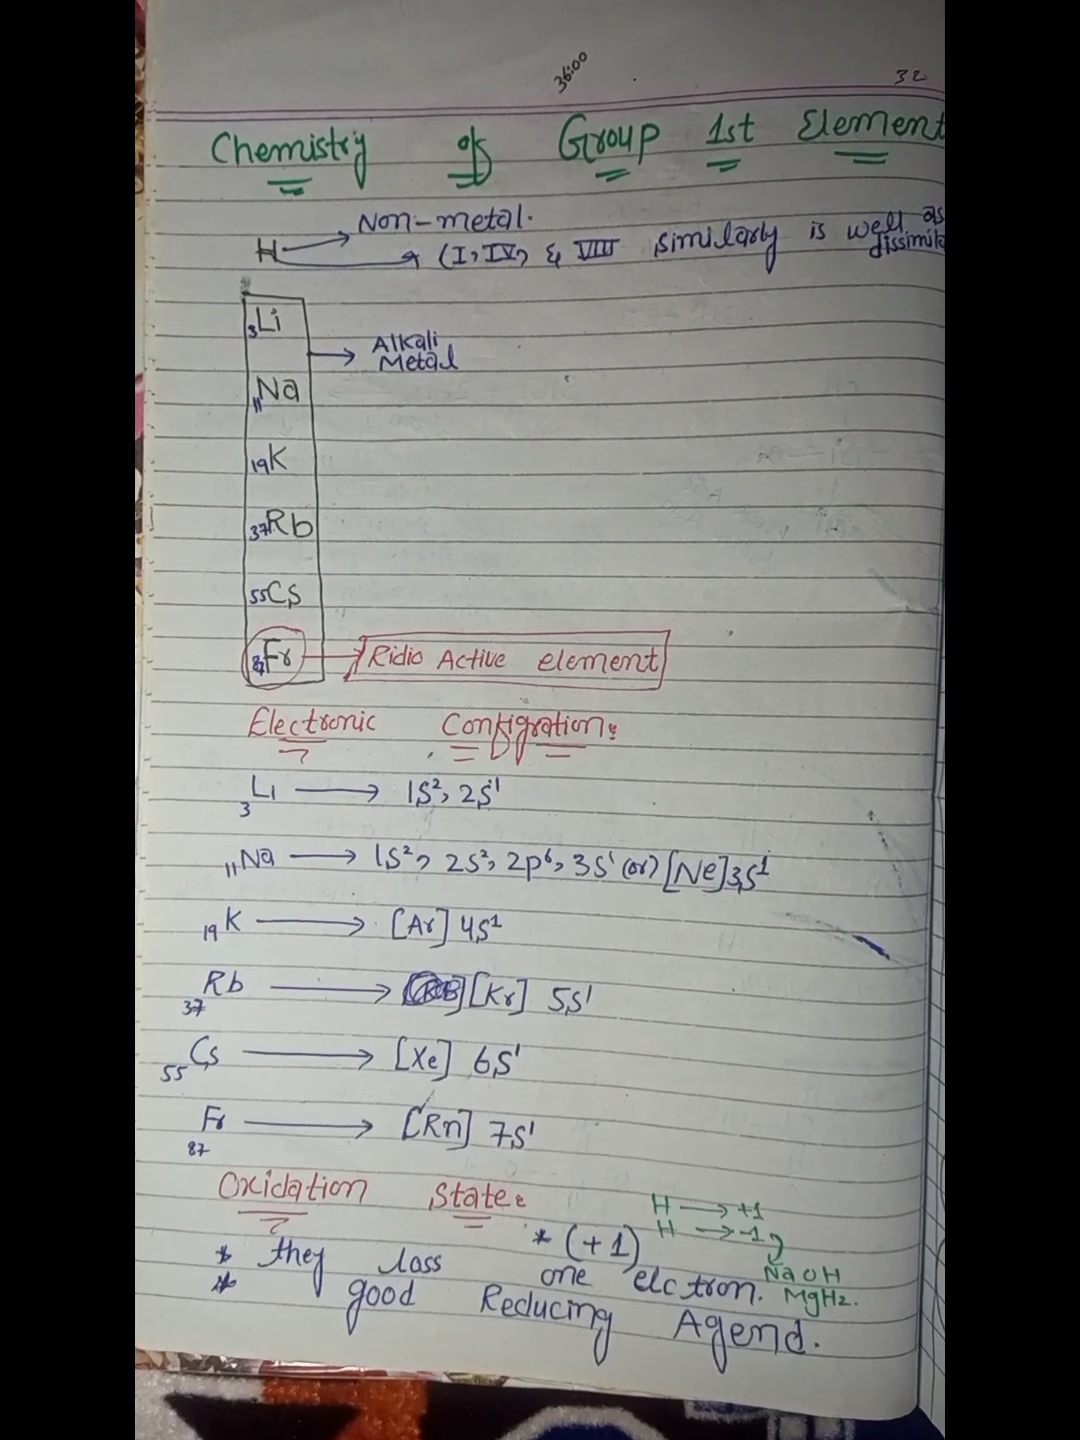 36:00
32
Chemistry of Group 1st Element
H → Non-metal.
→ (I, IV, & VIII similarly is well as dissimila
3Li
→ Alkali Metal
11Na
19K
37Rb
55Cs
87Fr → Ridio Active element
Electronic Configration:
3Li → 1S², 2S¹
11Na → 1S², 2S², 2p⁶, 3S¹ (or) [Ne]3S¹
19K → [Ar] 4S¹
37Rb → [Kr] 5S¹
55Cs → [Xe] 6S¹
87Fr → [Rn] 7S¹
Oxidation State:
H → +1
H → -1
NaOH
MgH2.
* (+1)
* they loss one elctron.
* good Reducing Agend.